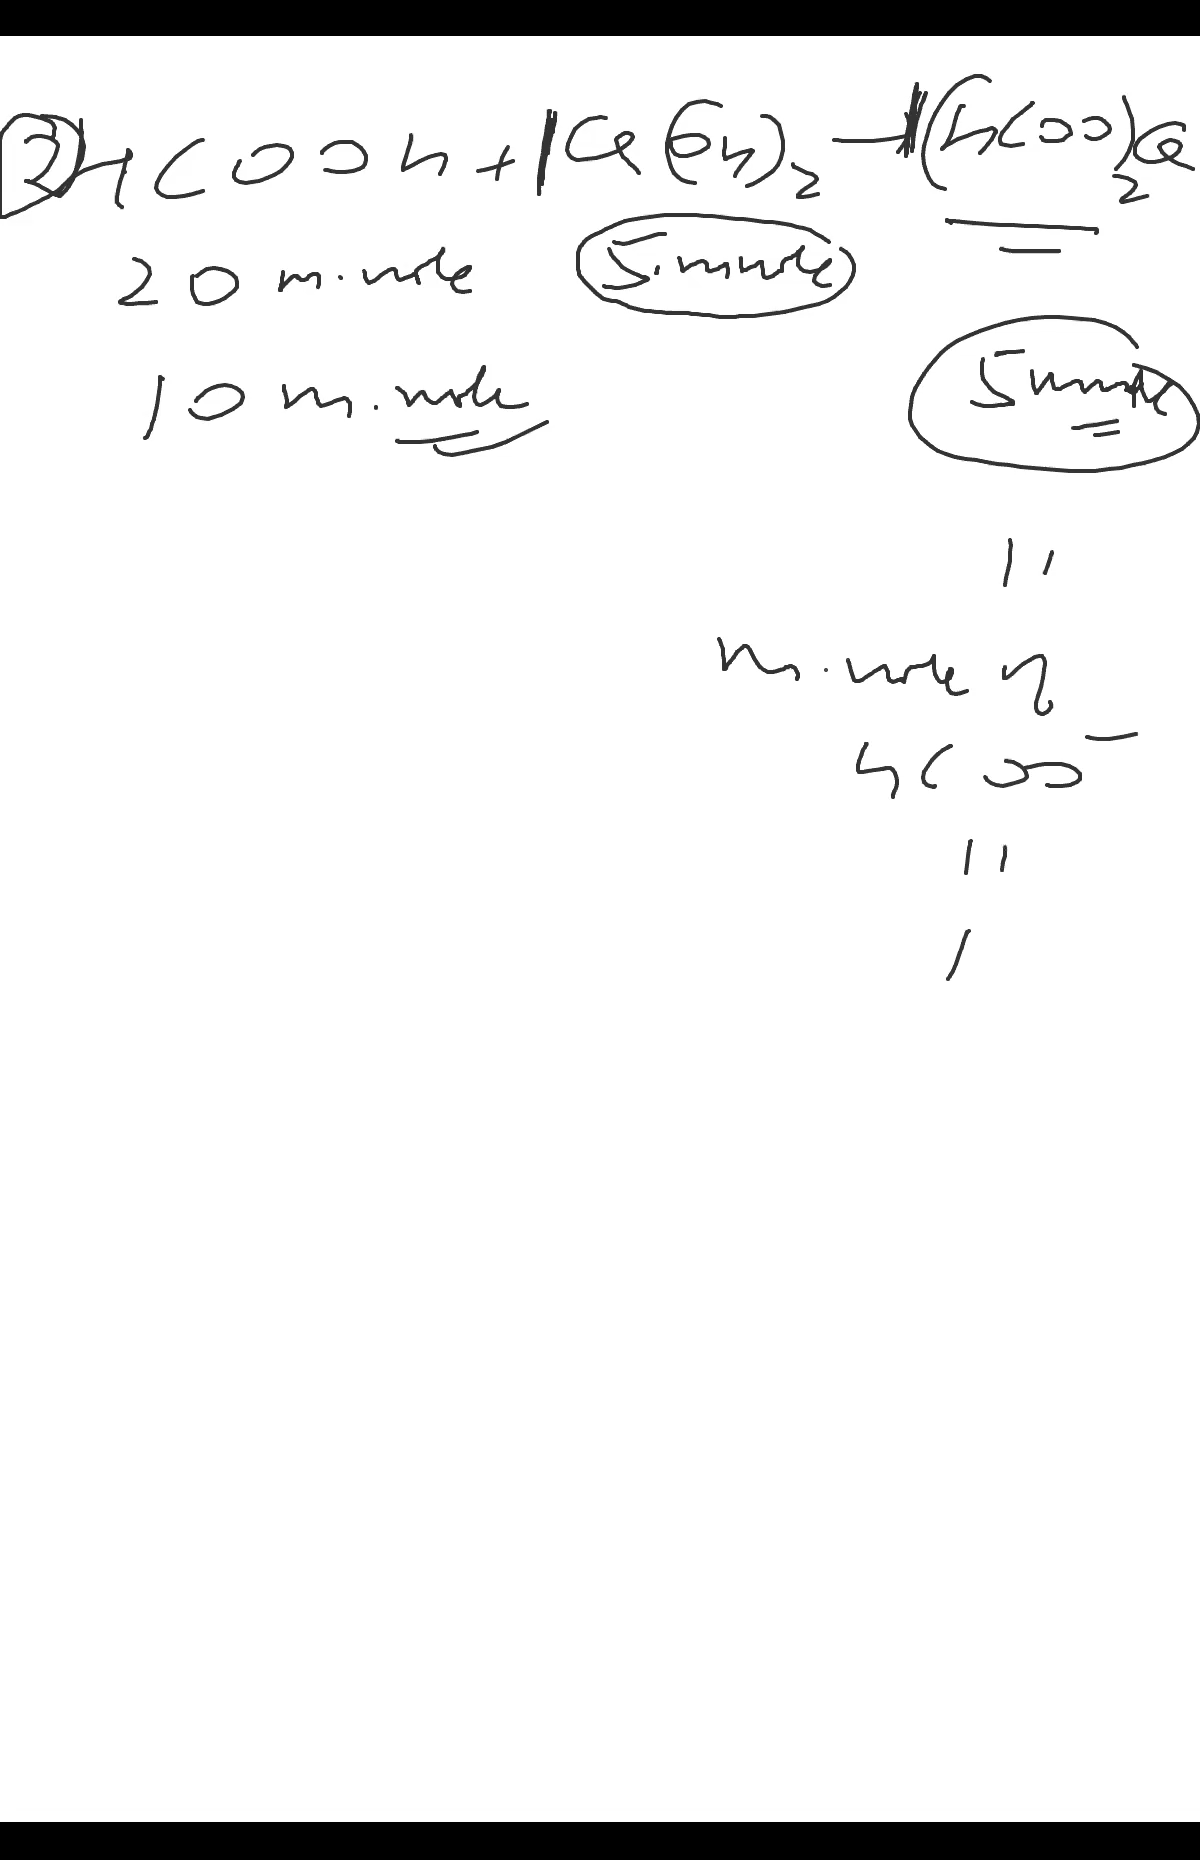 2HCOOH + 1Ca(OH)2 → 1(HCOO)2Ca
20 m.mole 5 m.mole
10 m.mole 5 m.mole
"
m.mole of
HCOO⁻
"
1